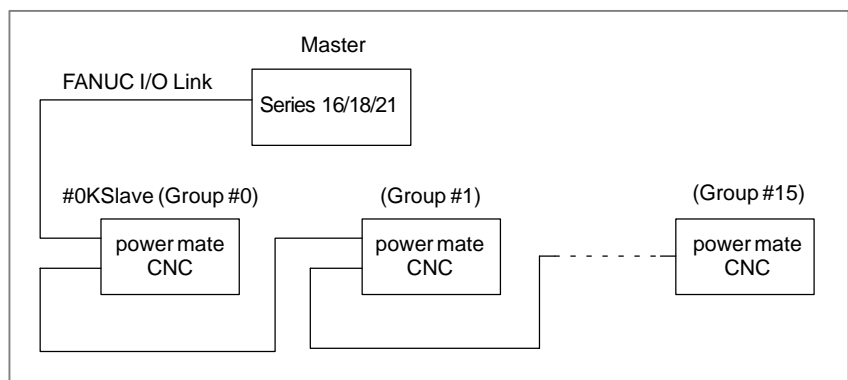 Master
FANUC I/O Link
Series 16/18/21
#0KSlave (Group #0)
(Group #1)
(Group #15)
power mate
CNC
power mate
CNC
power mate
CNC